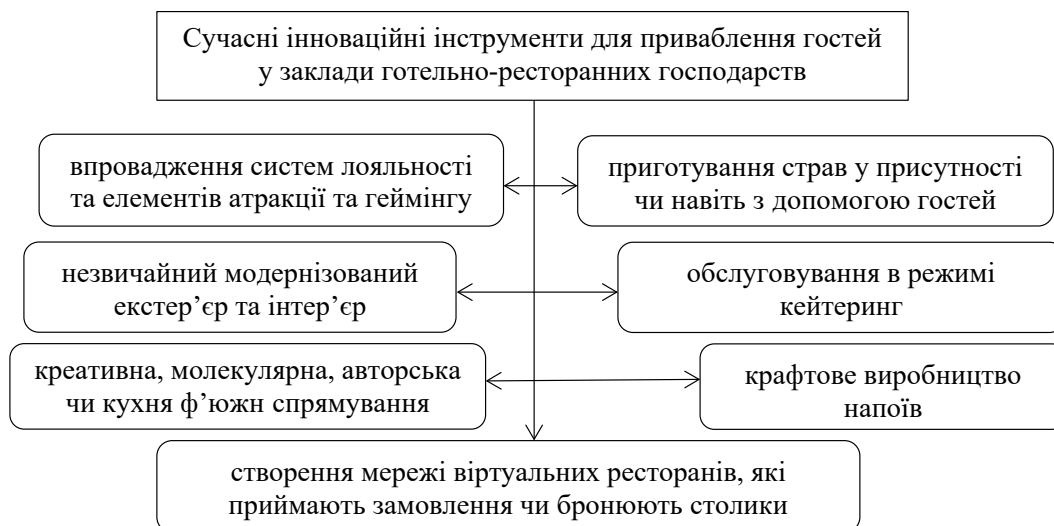 Сучасні інноваційні інструменти для приваблення гостей
у заклади готельно-ресторанних господарств
впровадження систем лояльності
та елементів атракції та геймінгу
приготування страв у присутності
чи навіть з допомогою гостей
незвичайний модернізований
екстер’єр та інтер’єр
обслуговування в режимі
кейтеринг
креативна, молекулярна, авторська
чи кухня ф’южн спрямування
крафтове виробництво
напоїв
створення мережі віртуальних ресторанів, які
приймають замовлення чи бронюють столики